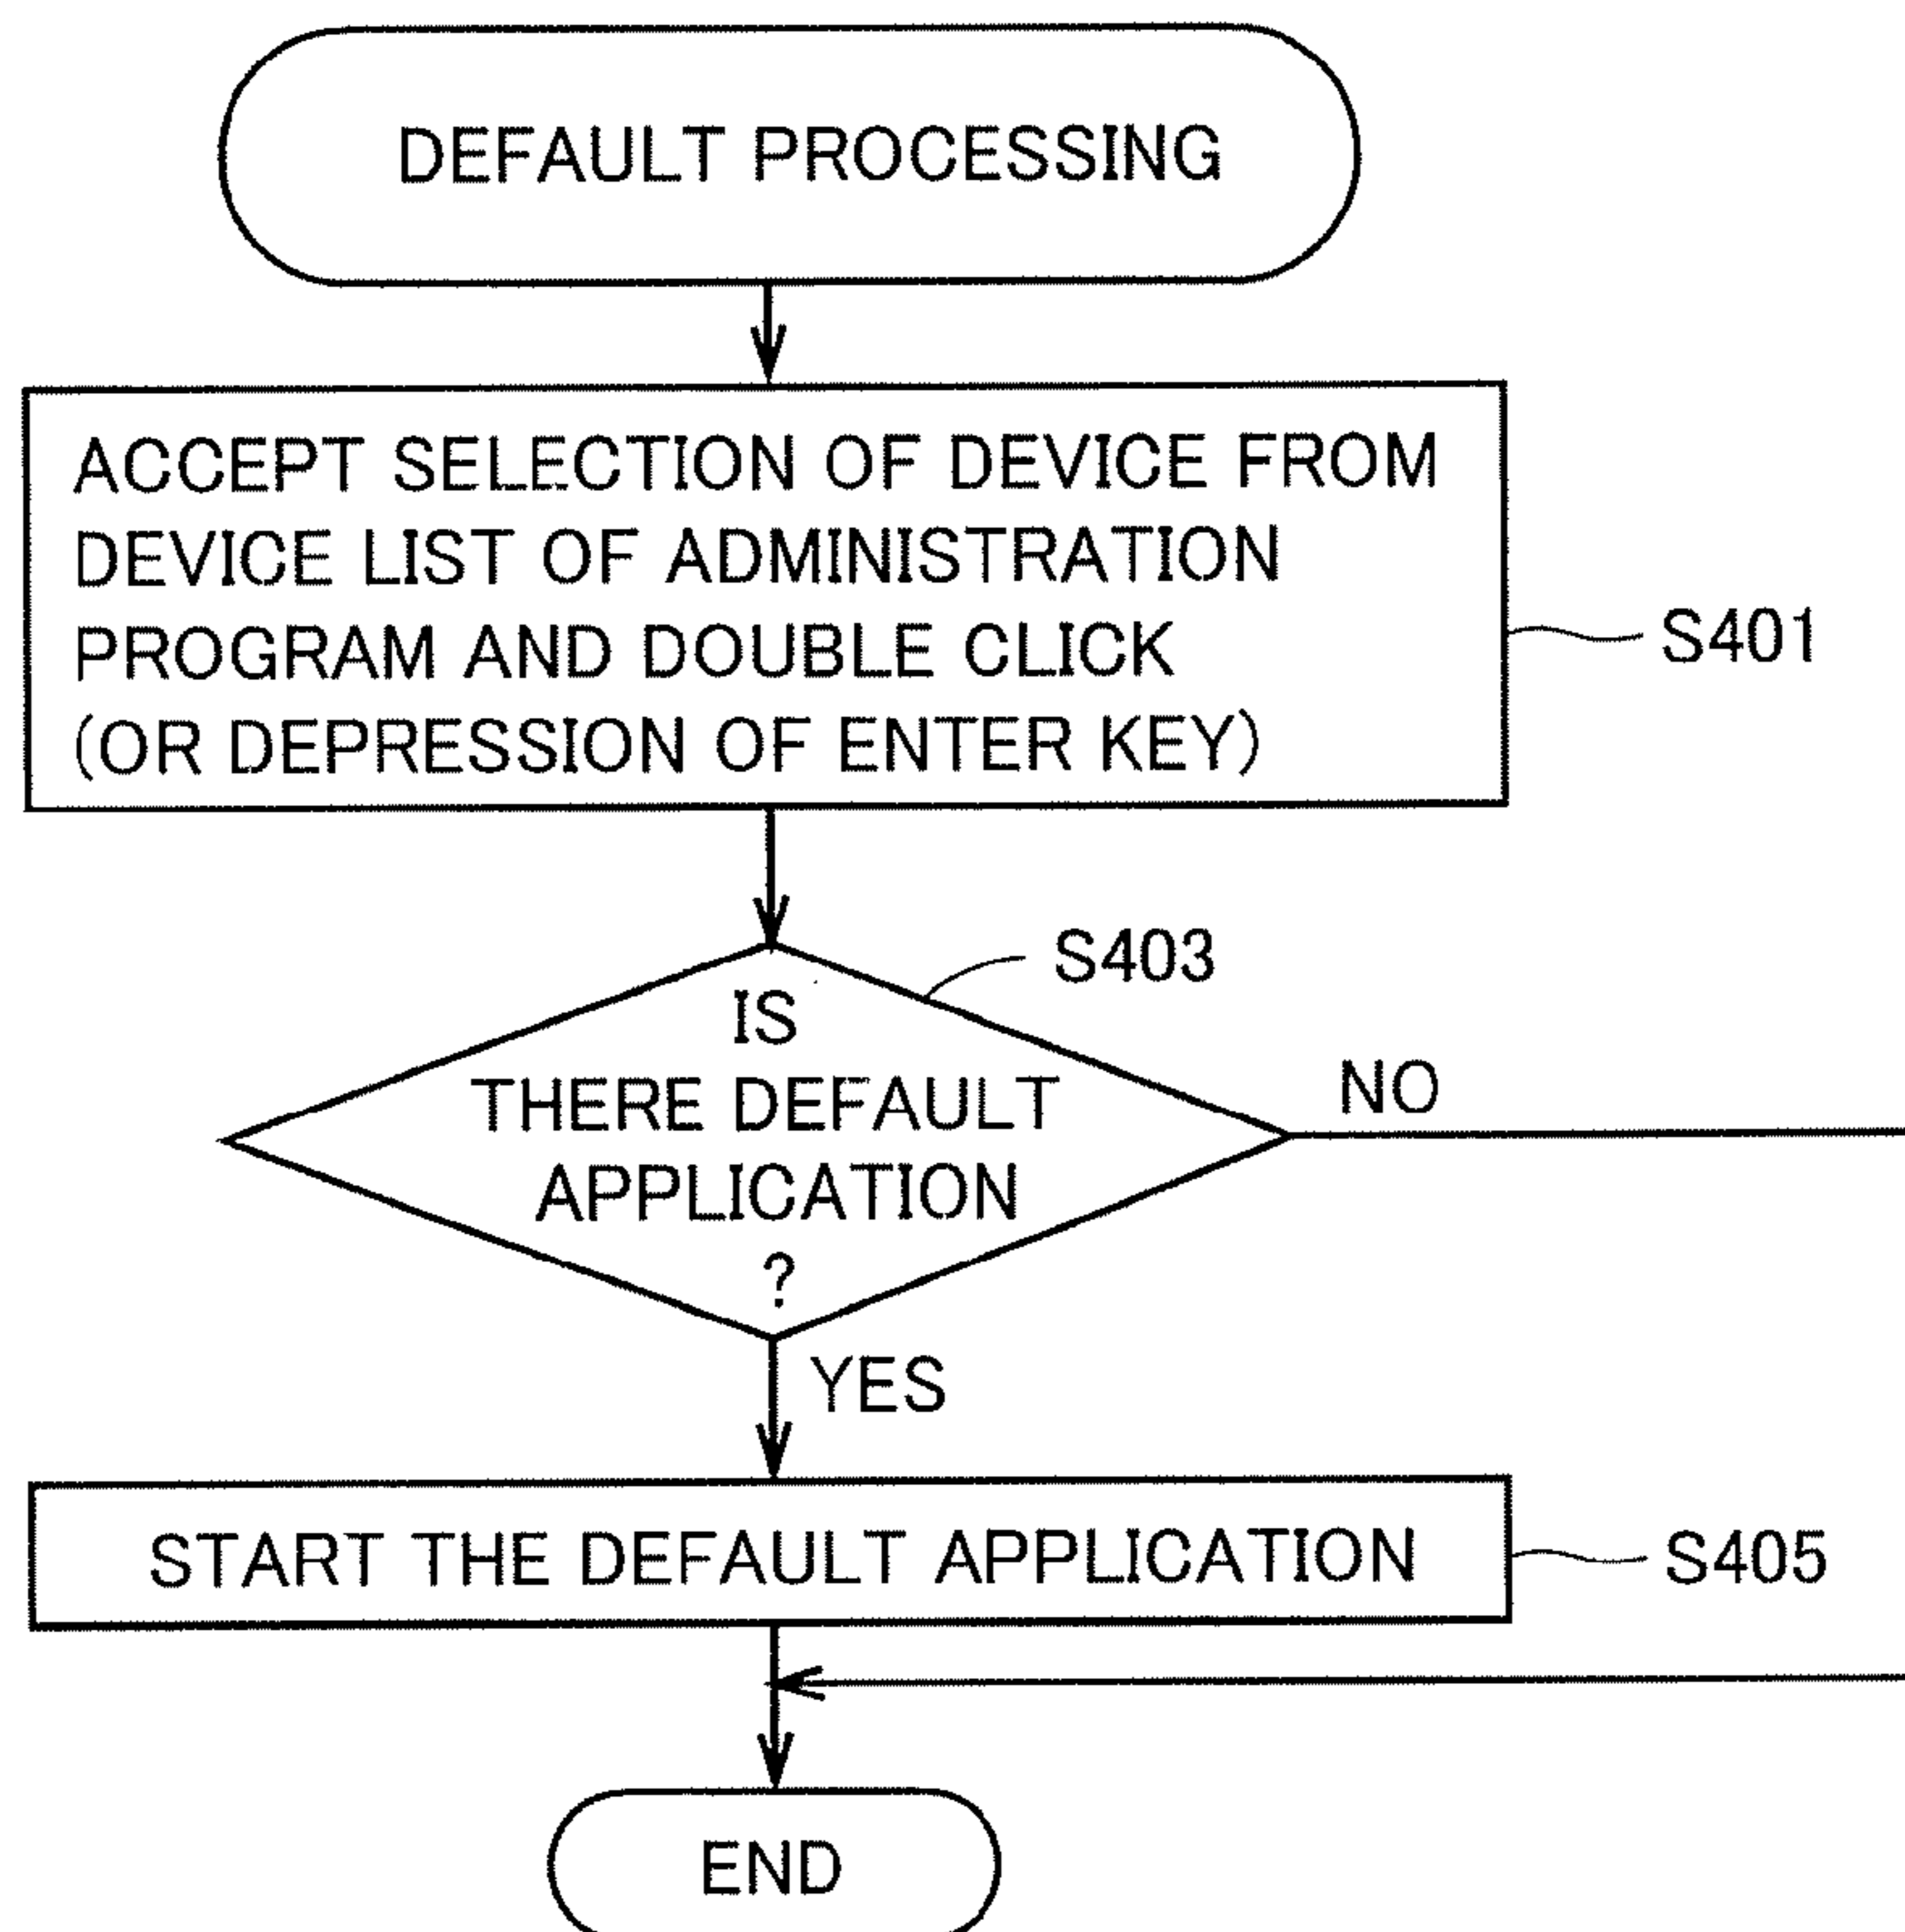 DEFAULT PROCESSING
ACCEPT SELECTION OF DEVICE FROM
DEVICE LIST OF ADMINISTRATION
PROGRAM AND DOUBLE CLICK
(OR DEPRESSION OF ENTER KEY)
S401
S403
IS
THERE DEFAULT
APPLICATION
?
NO
YES
START THE DEFAULT APPLICATION
S405
END